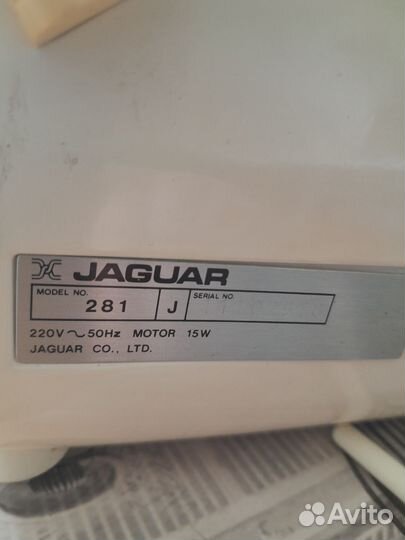 JAGUAR
MODEL NO.
281
J
SERIAL NO.
220V ~ 50Hz MOTOR 15W
JAGUAR CO., LTD.
Avito